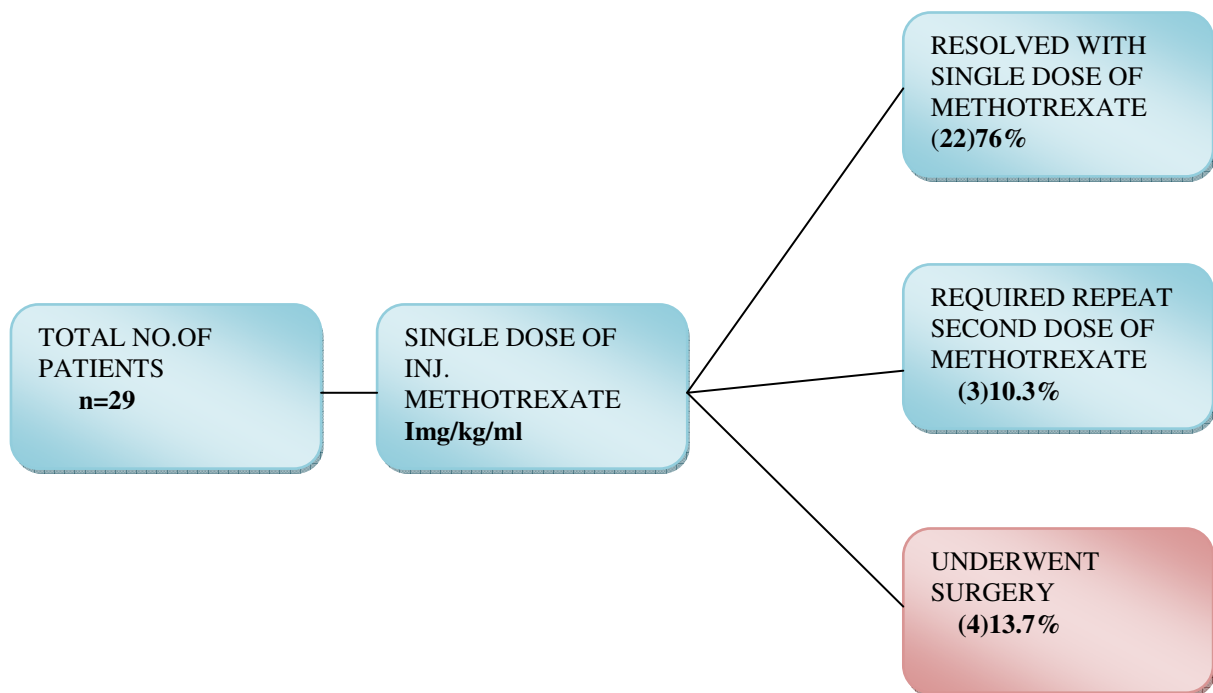 TOTAL NO.OF
PATIENTS
n=29
SINGLE DOSE OF
INJ.
METHOTREXATE
Img/kg/ml
RESOLVED WITH
SINGLE DOSE OF
METHOTREXATE
(22)76%
REQUIRED REPEAT
SECOND DOSE OF
METHOTREXATE
(3)10.3%
UNDERWENT
SURGERY
(4)13.7%